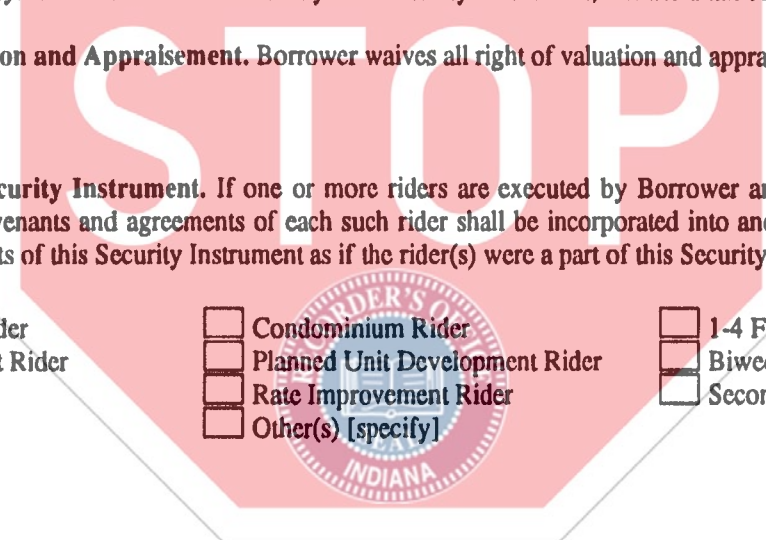 on and Appraisement. Borrower waives all right of valuation and appra
STOP
curity Instrument. If one or more riders are executed by Borrower a
venants and agreements of each such rider shall be incorporated into an
ts of this Security Instrument as if the rider(s) were a part of this Security
der
Condominium Rider
1-4 F
t Rider
Planned Unit Development Rider
Biwe
Rate Improvement Rider
Secon
Other(s) [specify]
RECORDER'S OF
SEAL
INDIANA